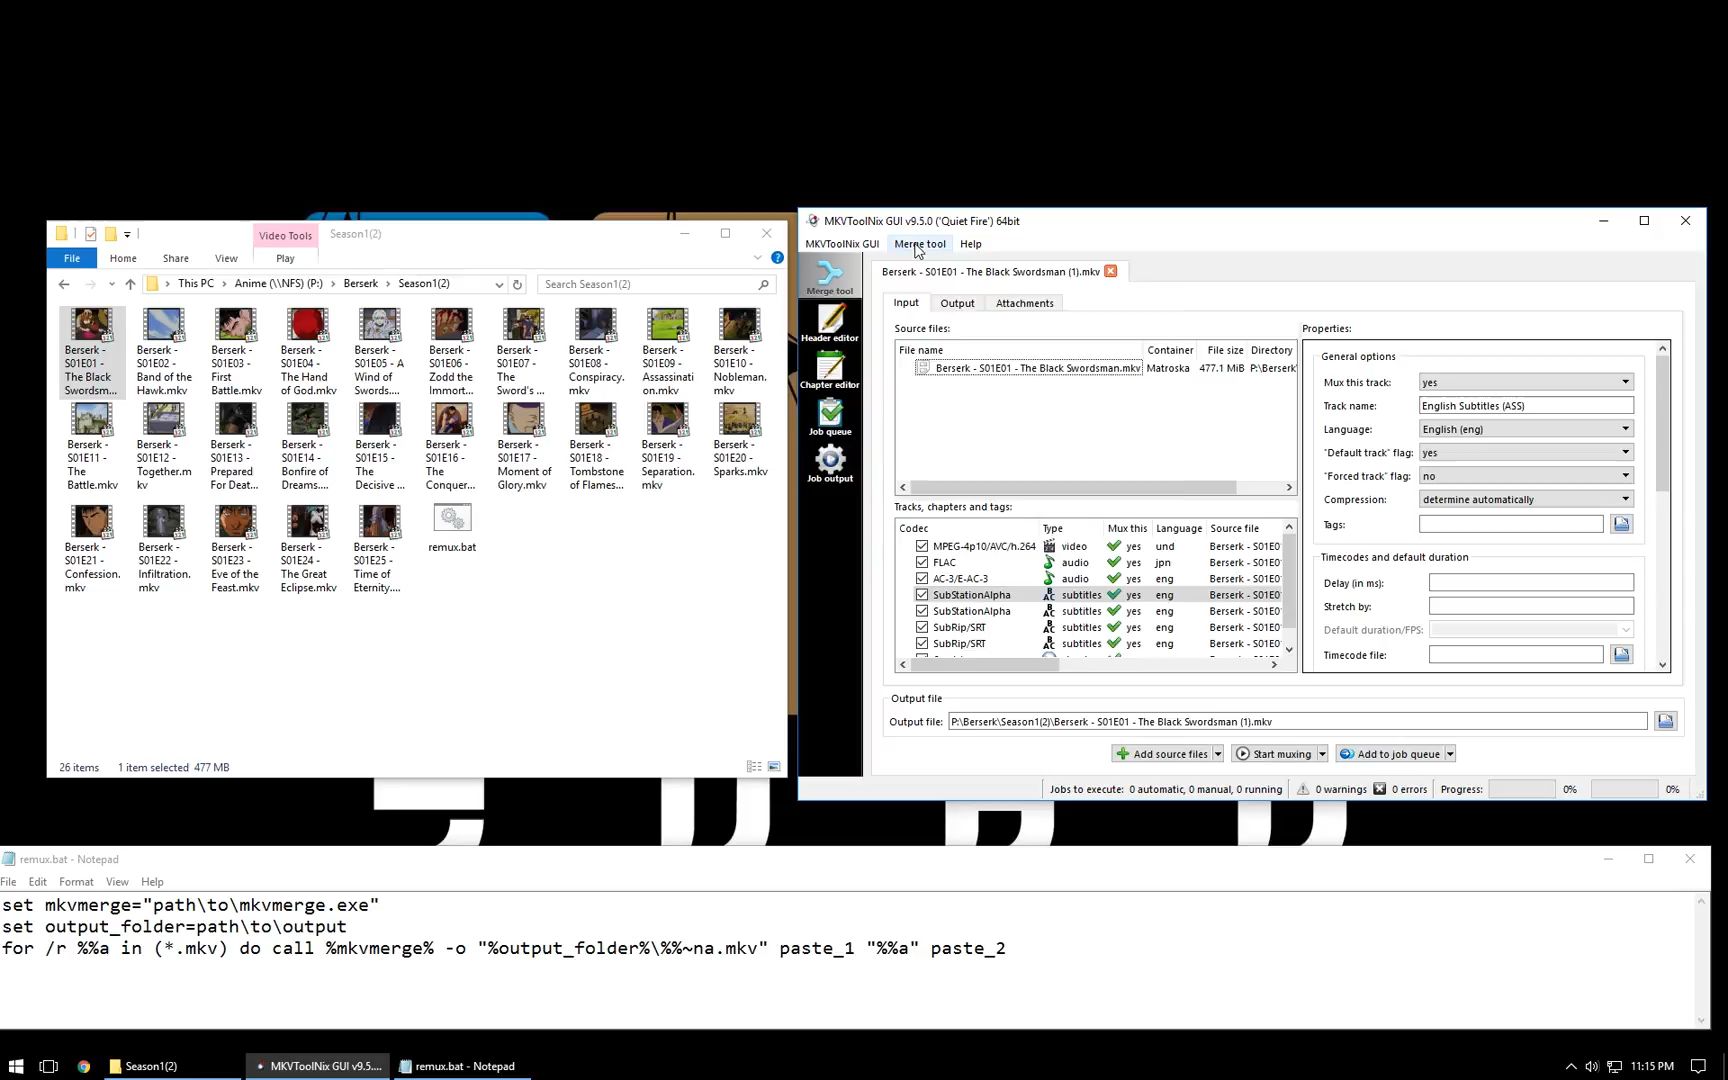 Video Tools
Season1(2)
File
Home
Share
View
Play
This PC
Anime (\\NFS) (P:)
Berserk
Season1(2)
Search Season1(2)
Berserk -
S01E01 -
The Black
Swordsm...
Berserk -
S01E02 -
Band of the
Hawk.mkv
Berserk -
S01E03 -
First
Battle.mkv
Berserk -
S01E04 -
The Hand
of God.mkv
Berserk -
S01E05 - A
Wind of
Swords....
Berserk -
S01E06 -
Zodd the
Immort...
Berserk -
S01E07 -
The
Sword's ...
Berserk -
S01E08 -
Conspiracy.
mkv
Berserk -
S01E09 -
Assassinati
on.mkv
Berserk -
S01E10 -
Nobleman.
mkv
Berserk -
S01E11 -
The
Battle.mkv
Berserk -
S01E12 -
Together.m
kv
Berserk -
S01E13 -
Prepared
For Deat...
Berserk -
S01E14 -
Bonfire of
Dreams....
Berserk -
S01E15 -
The
Decisive ...
Berserk -
S01E16 -
The
Conquer...
Berserk -
S01E17 -
Moment of
Glory.mkv
Berserk -
S01E18 -
Tombstone
of Flames...
Berserk -
S01E19 -
Separation.
mkv
Berserk -
S01E20 -
Sparks.mkv
Berserk -
S01E21 -
Confession.
mkv
Berserk -
S01E22 -
Infiltration.
mkv
Berserk -
S01E23 -
Eve of the
Feast.mkv
Berserk -
S01E24 -
The Great
Eclipse.mkv
Berserk -
S01E25 -
Time of
Eternity....
remux.bat
26 items
1 item selected 477 MB
MKVToolNix GUI v9.5.0 ('Quiet Fire') 64bit
MKVToolNix GUI
Merge tool
Help
Merge tool
Header editor
Chapter editor
Job queue
Job output
Berserk - S01E01 - The Black Swordsman (1).mkv
Input
Output
Attachments
Source files:
File name
Container
File size
Directory
Berserk - S01E01 - The Black Swordsman.mkv
Matroska
477.1 MiB
P:\Berserk\
Tracks, chapters and tags:
Codec
Type
Mux this
Language
Source file
MPEG-4p10/AVC/h.264 video yes und Berserk - S01E0
FLAC audio yes jpn Berserk - S01E0
AC-3/E-AC-3 audio yes eng Berserk - S01E0
SubStationAlpha subtitles yes eng Berserk - S01E0
SubStationAlpha subtitles yes eng Berserk - S01E0
SubRip/SRT subtitles yes eng Berserk - S01E0
SubRip/SRT subtitles yes eng Berserk - S01E0
Properties:
General options
Mux this track: yes
Track name: English Subtitles (ASS)
Language: English (eng)
"Default track" flag: yes
"Forced track" flag: no
Compression: determine automatically
Tags:
Timecodes and default duration
Delay (in ms):
Stretch by:
Default duration/FPS:
Timecode file:
Output file
Output file: P:\Berserk\Season1(2)\Berserk - S01E01 - The Black Swordsman (1).mkv
Add source files
Start muxing
Add to job queue
Jobs to execute: 0 automatic, 0 manual, 0 running
0 warnings
0 errors
Progress:
0%
0%
remux.bat - Notepad
File Edit Format View Help
set mkvmerge="path\to\mkvmerge.exe"
set output_folder=path\to\output
for /r %%a in (*.mkv) do call %mkvmerge% -o "%output_folder%\%%~na.mkv" paste_1 "%%a" paste_2
Season1(2)
MKVToolNix GUI v9.5....
remux.bat - Notepad
11:15 PM